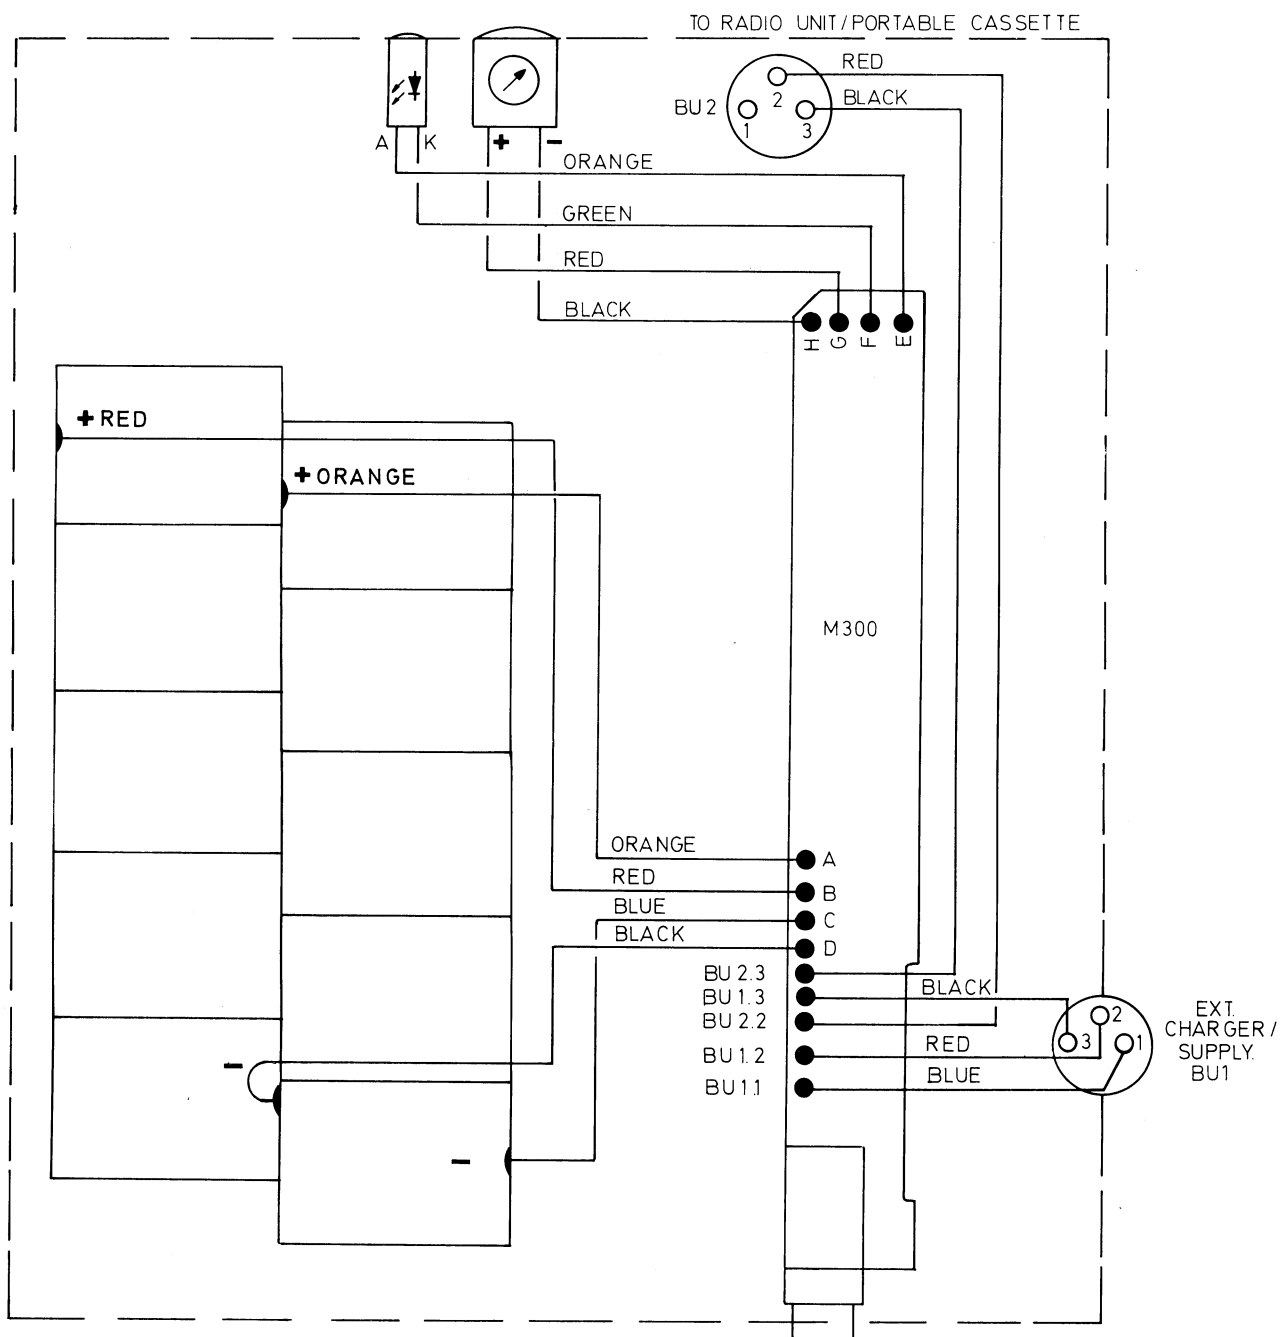 TO RADIO UNIT/PORTABLE CASSETTE
RED
BU2
2
BLACK
1
3
A
K
+
-
ORANGE
GREEN
RED
BLACK
H
G
F
E
+ RED
+ ORANGE
M300
ORANGE
A
RED
B
BLUE
C
BLACK
D
BU 2.3
BLACK
BU 1.3
BU 2.2
2
EXT.
CHARGER/
RED
3
1
SUPPLY.
BU 1.2
BU1
BLUE
BU 1.1
-
-